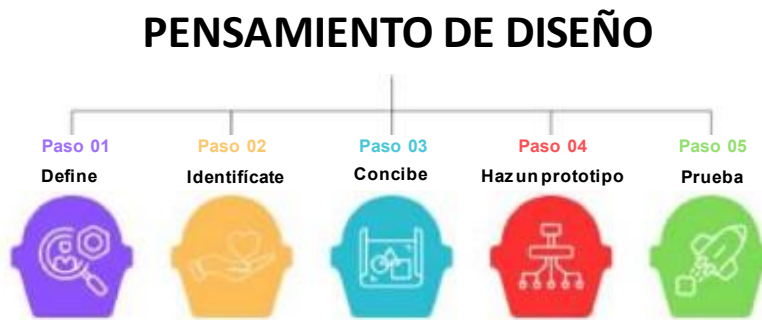 PENSAMIENTO DE DISEÑO
Paso 01
Define
Paso 02
Identifícate
Paso 03
Concibe
Paso 04
Haz un prototipo
Paso 05
Prueba